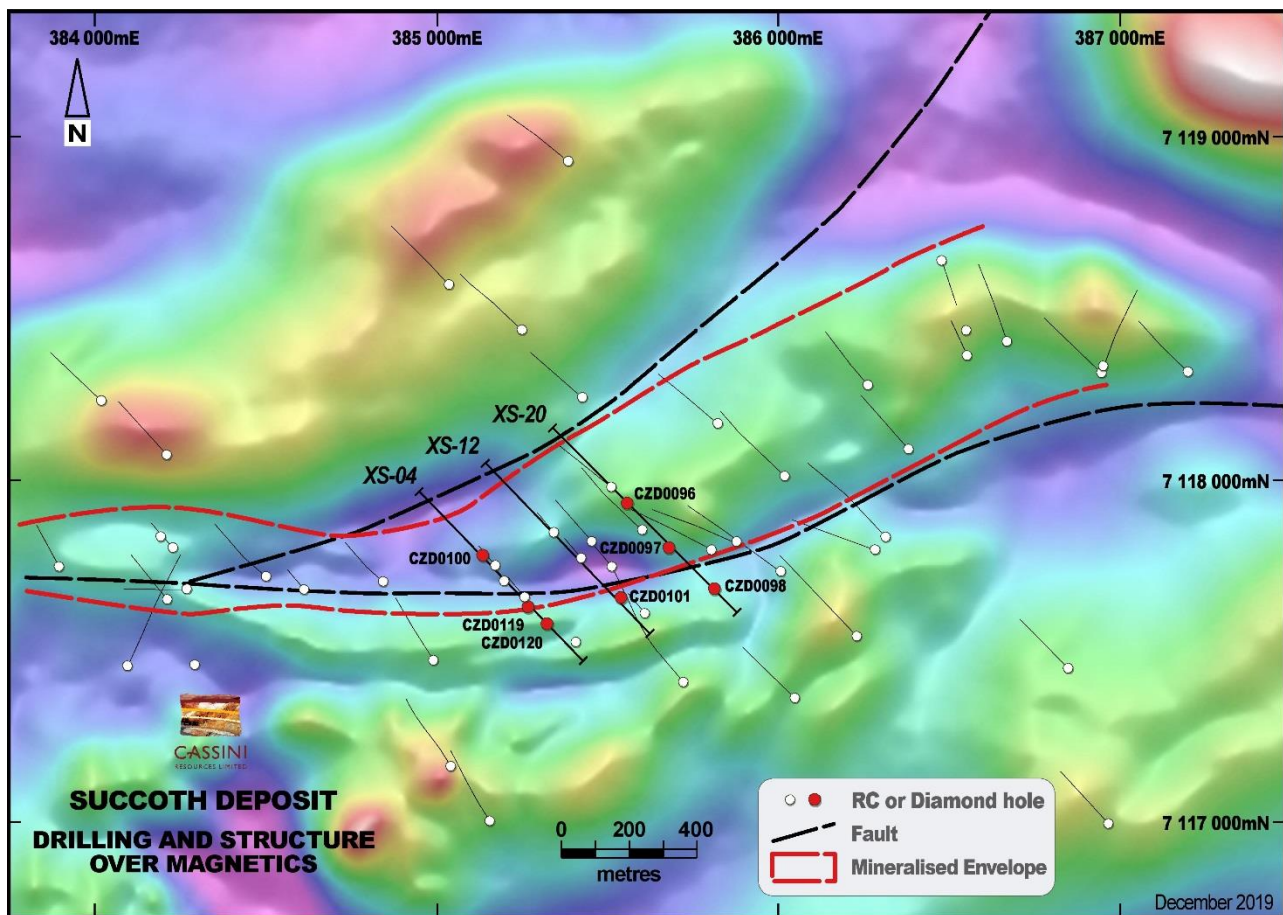 384 000mE
385 000mE
386 000mE
387 000mE
N
7 119 000mN
XS-20
XS-12
XS-04
7 118 000mN
CZD0096
CZD0097
CZD0100
CZD0098
CZD0101
CZD0119
CZD0120
CASSINI
RESOURCES LIMITED
SUCCOTH DEPOSIT
DRILLING AND STRUCTURE
OVER MAGNETICS
0 200 400
metres
RC or Diamond hole
Fault
Mineralised Envelope
7 117 000mN
December 2019